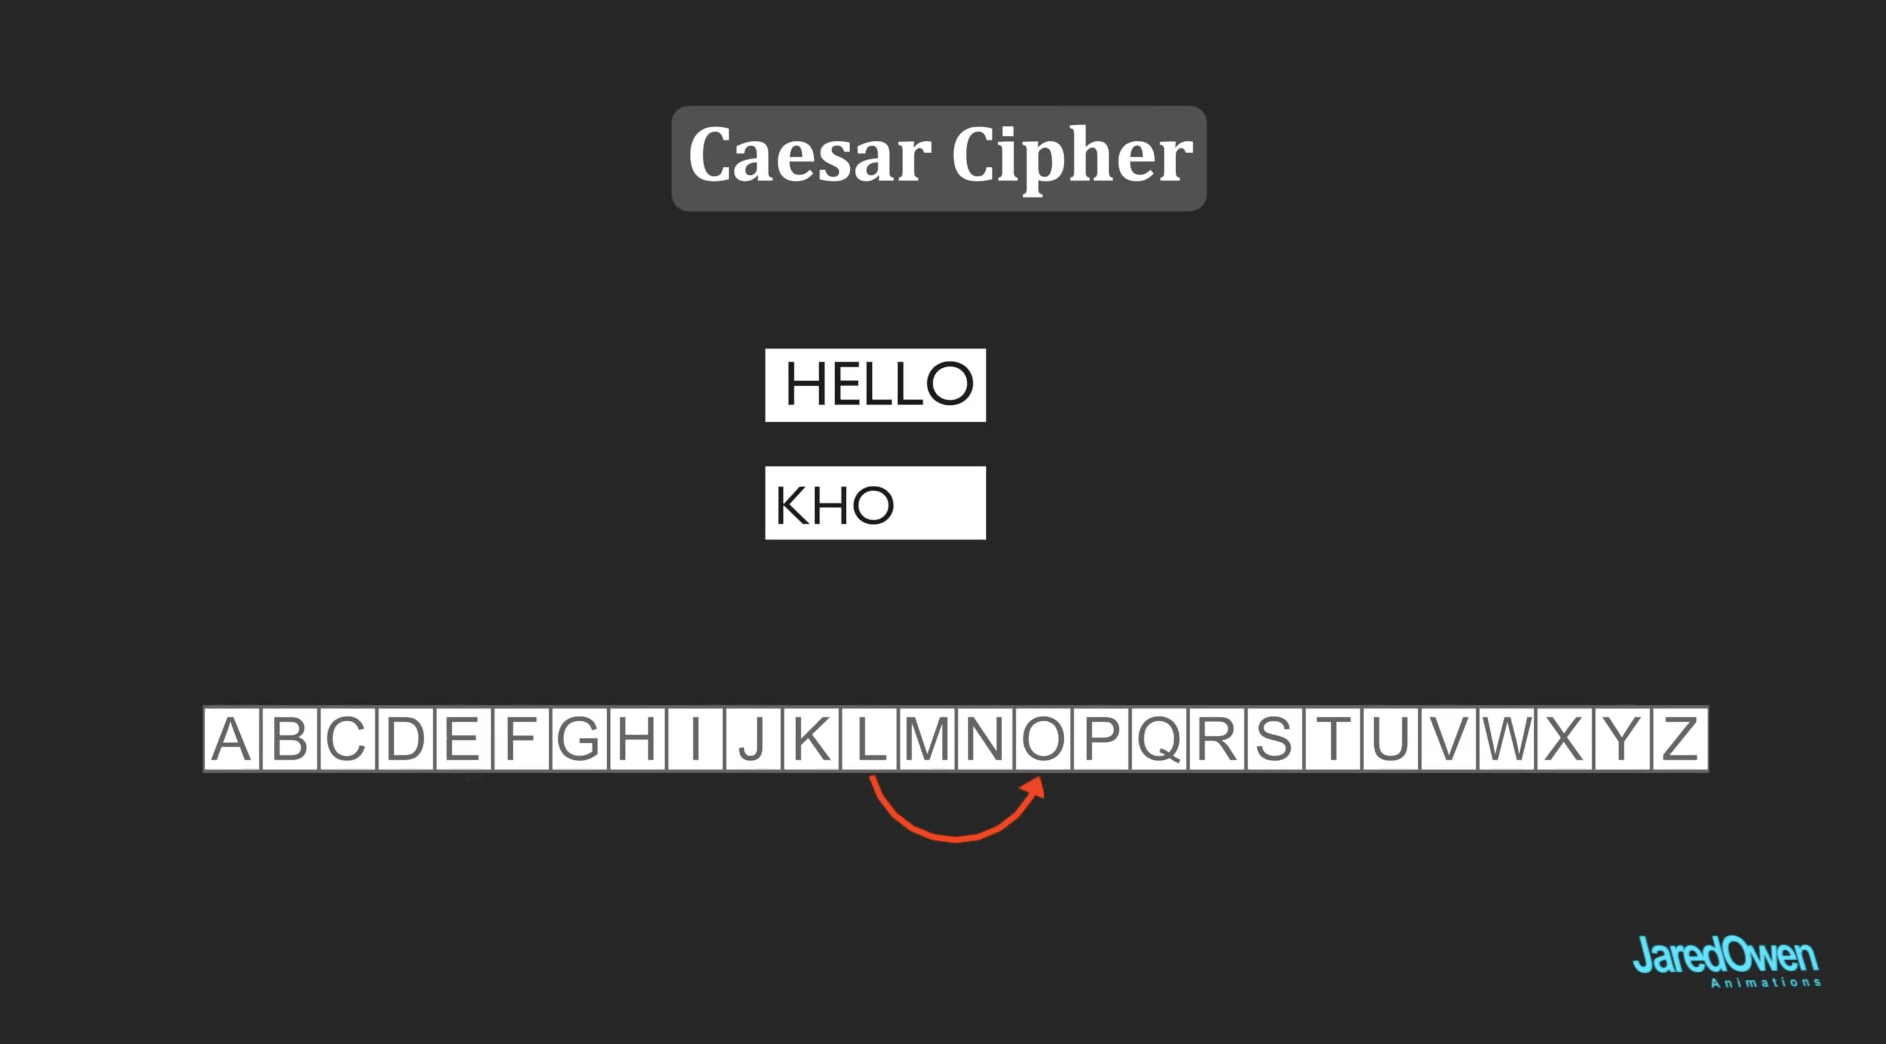 Caesar Cipher
HELLO
KHO
A B C D E F G H I J K L M N O P Q R S T U V W X Y Z
JaredOwen
Animations